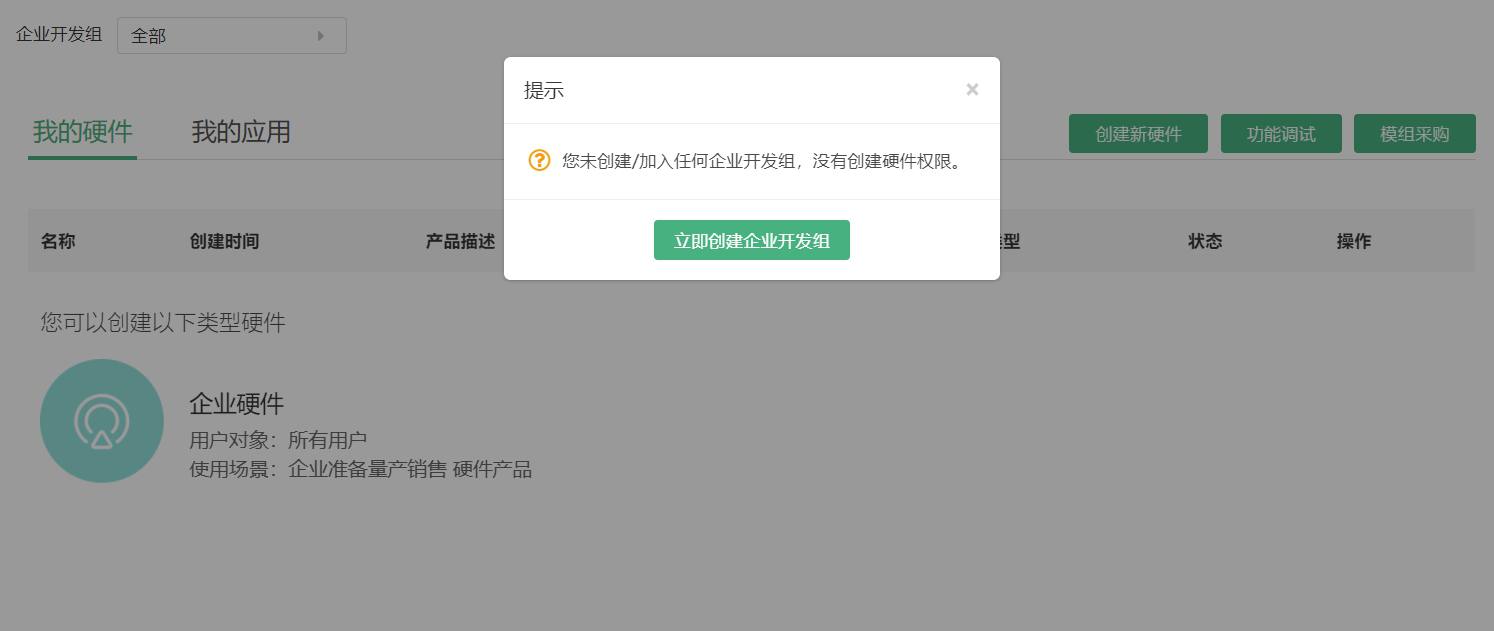 企业开发组 全部
提示
我的硬件 我的应用 创建新硬件 功能调试 模组采购
您未创建/加入任何企业开发组，没有创建硬件权限。
立即创建企业开发组
名称 创建时间 产品描述 型 状态 操作
您可以创建以下类型硬件
企业硬件
用户对象：所有用户
使用场景：企业准备量产销售 硬件产品